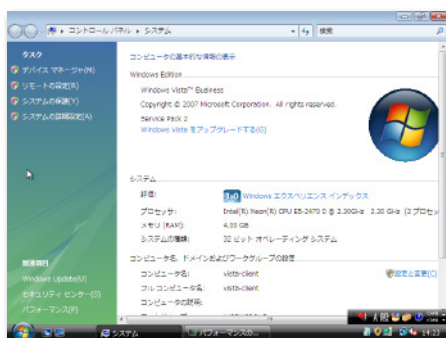 コントロール パネル ▸ システム
検索
タスク
デバイス マネージャ(M)
リモートの設定(R)
システムの保護(Y)
システムの詳細設定(A)
関連項目
Windows Update(U)
セキュリティ センター(S)
パフォーマンス(P)
コンピュータの基本的な情報の表示
Windows Edition
Windows Vista™ Business
Copyright © 2007 Microsoft Corporation. All rights reserved.
Service Pack 2
Windows Vista をアップグレードする(G)
システム
評価:
1.0 Windows エクスペリエンス インデックス
プロセッサ: Intel(R) Xeon(R) CPU E5-2470 0 @ 2.30GHz 2.30 GHz (2 プロセッ
メモリ (RAM): 4.00 GB
システムの種類: 32 ビット オペレーティング システム
コンピュータ名、ドメインおよびワークグループの設定
コンピュータ名: vista-client
設定と変更(C)
フル コンピュータ名: vista-client
コンピュータの説明:
システム
パフォーマンスの...
A 般
14:23